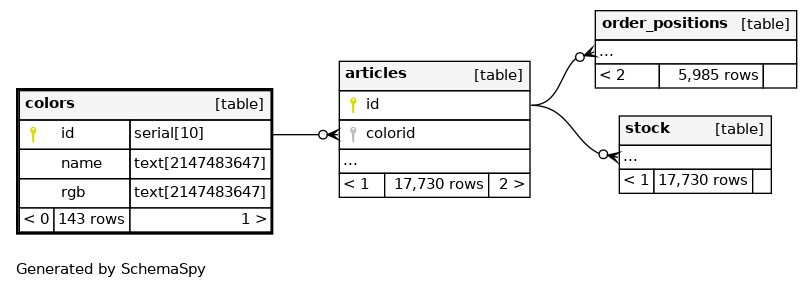 colors [table]
id serial[10]
name text[2147483647]
rgb text[2147483647]
< 0 143 rows 1 >
articles [table]
id
colorid
...
< 1 17,730 rows 2 >
order_positions [table]
...
< 2 5,985 rows
stock [table]
...
< 1 17,730 rows
Generated by SchemaSpy